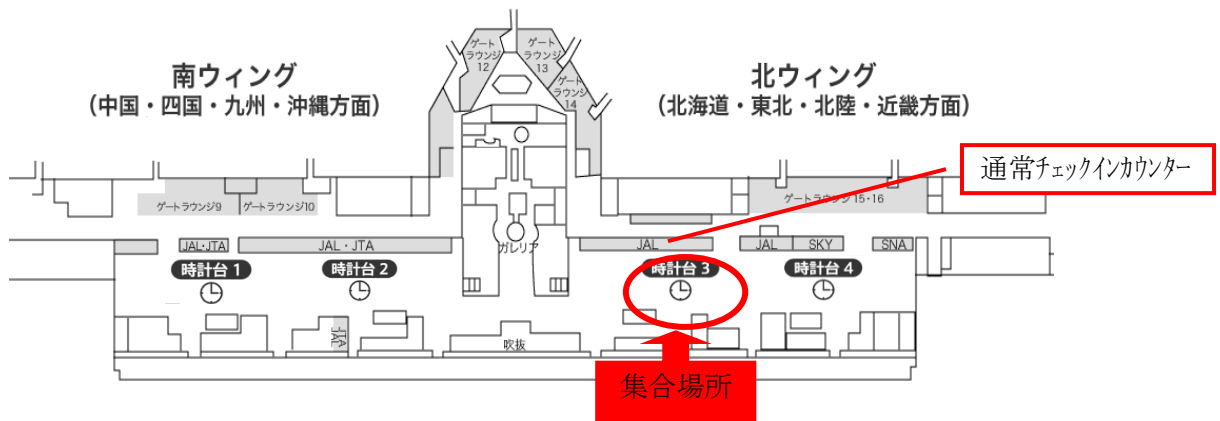 ゲート
ラウンジ
12
ゲート
ラウンジ
13
ゲート
ラウンジ
14
南ウィング
(中国・四国・九州・沖縄方面)
北ウィング
(北海道・東北・北陸・近畿方面)
通常チェックインカウンター
ゲートラウンジ9
ゲートラウンジ10
ゲートラウンジ15・16
JAL・JTA
JAL・JTA
ガレリア
JAL
JAL
SKY
SNA
時計台1
時計台2
時計台3
時計台4
JTA
JAL
吹抜
集合場所